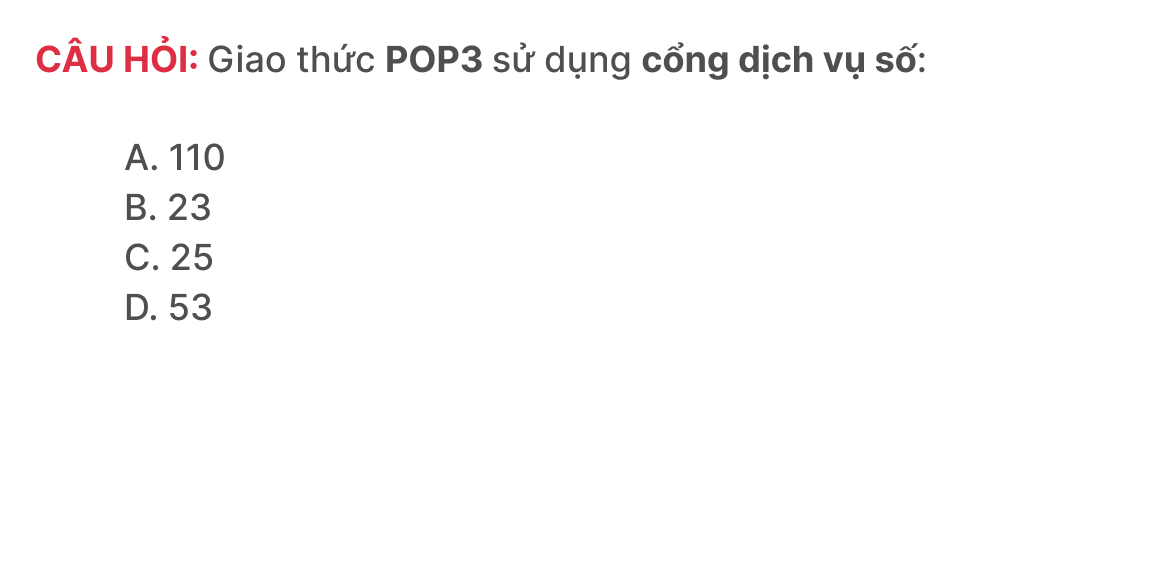 CÂU HỎI: Giao thức POP3 sử dụng cổng dịch vụ số:
A. 110
B. 23
C. 25
D. 53